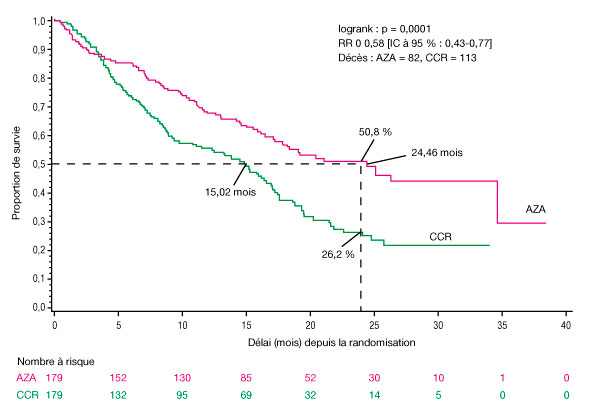 logrank : p = 0,0001
RR 0 0,58 [IC à 95 % : 0,43-0,77]
Décès : AZA = 82, CCR = 113
Proportion de survie
1,0
0,9
0,8
0,7
0,6
0,5
0,4
0,3
0,2
0,1
0,0
50,8 %
24,46 mois
15,02 mois
AZA
CCR
26,2 %
0 5 10 15 20 25 30 35 40
Délai (mois) depuis la randomisation
Nombre à risque
AZA 179 152 130 85 52 30 10 1 0
CCR 179 132 95 69 32 14 5 0 0